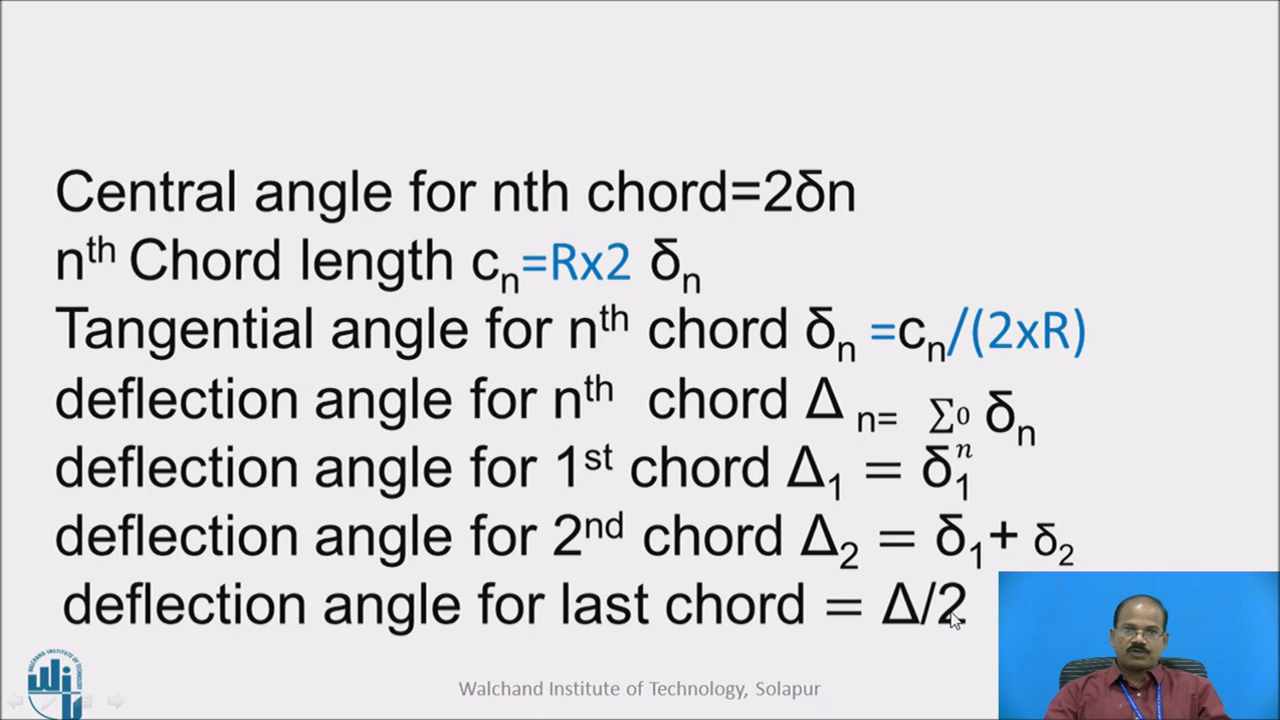 Central angle for nth chord=2δn
nth Chord length cn=Rx2 δn
Tangential angle for nth chord δn =cn/(2xR)
deflection angle for nth chord Δ n= ∑0n δn
deflection angle for 1st chord Δ1 = δ1
deflection angle for 2nd chord Δ2 = δ1+ δ2
deflection angle for last chord = Δ/2
Walchand Institute of Technology, Solapur